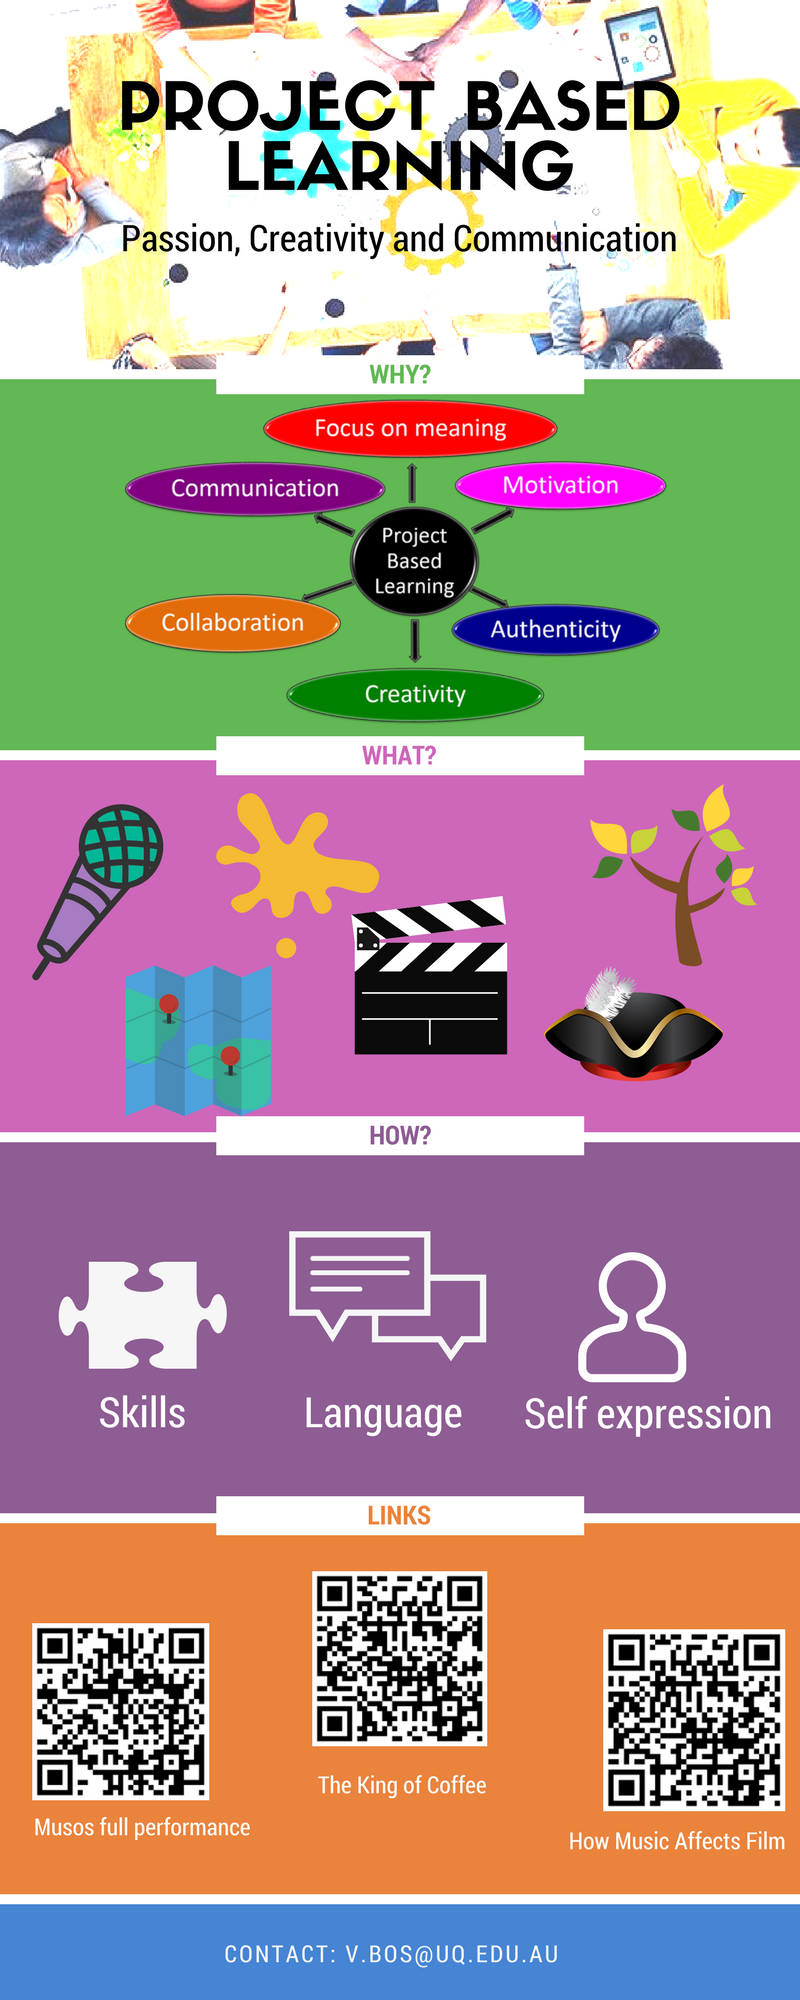 PROJECT BASED
LEARNING
Passion, Creativity and Communication
WHY?
Focus on meaning
Communication
Motivation
Project
Based
Learning
Collaboration
Authenticity
Creativity
WHAT?
HOW?
Skills
Language
Self expression
LINKS
Musos full performance
The King of Coffee
How Music Affects Film
CONTACT: V.BOS@UQ.EDU.AU